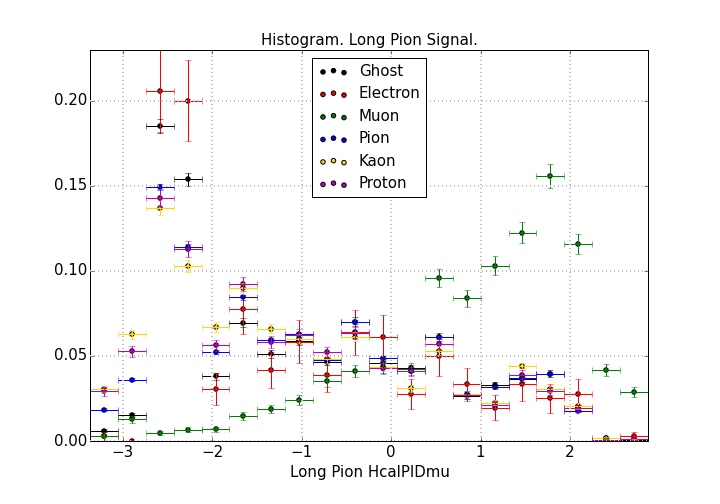 Histogram. Long Pion Signal.
Ghost
Electron
Muon
Pion
Kaon
Proton
0.20
0.15
0.10
0.05
0.00
−3 −2 −1 0 1 2
Long Pion HcalPIDmu